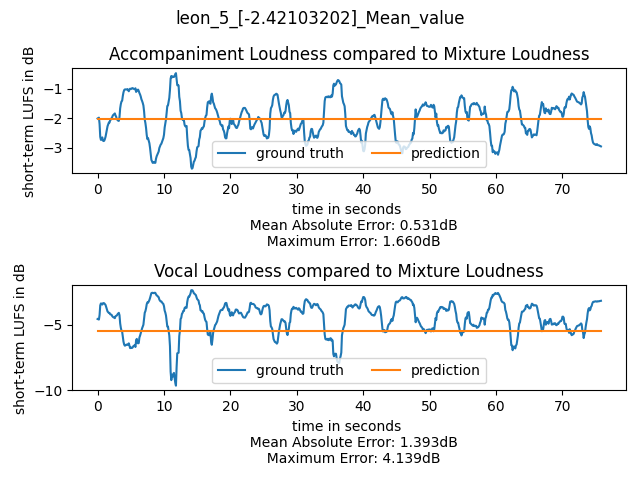 leon_5_[-2.42103202]_Mean_value
Accompaniment Loudness compared to Mixture Loudness
short-term LUFS in dB
−1
−2
−3
ground truth
prediction
0 10 20 30 40 50 60 70
time in seconds
Mean Absolute Error: 0.531dB
Maximum Error: 1.660dB
Vocal Loudness compared to Mixture Loudness
short-term LUFS in dB
−5
−10
ground truth
prediction
0 10 20 30 40 50 60 70
time in seconds
Mean Absolute Error: 1.393dB
Maximum Error: 4.139dB